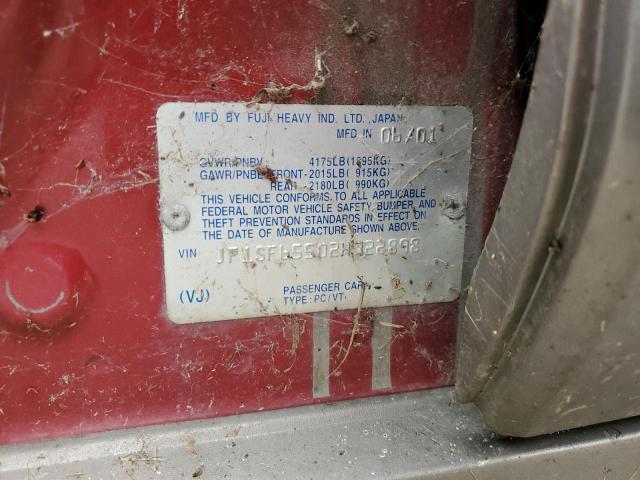 MFD BY FUJI HEAVY IND. LTD., JAPAN
MFD IN 06/01
GVWR/PNBV 4175LB(1895KG)
GAWR/PNBE FRONT-2015LB( 915KG)
REAR 2180LB( 990KG)
THIS VEHICLE CONFORMS TO ALL APPLICABLE
FEDERAL MOTOR VEHICLE SAFETY, BUMPER, AND
THEFT PREVENTION STANDARDS IN EFFECT ON
THE DATE OF MANUFACTURE SHOWN ABOVE
VIN
PASSENGER CAR
(VJ) TYPE:PC/VT